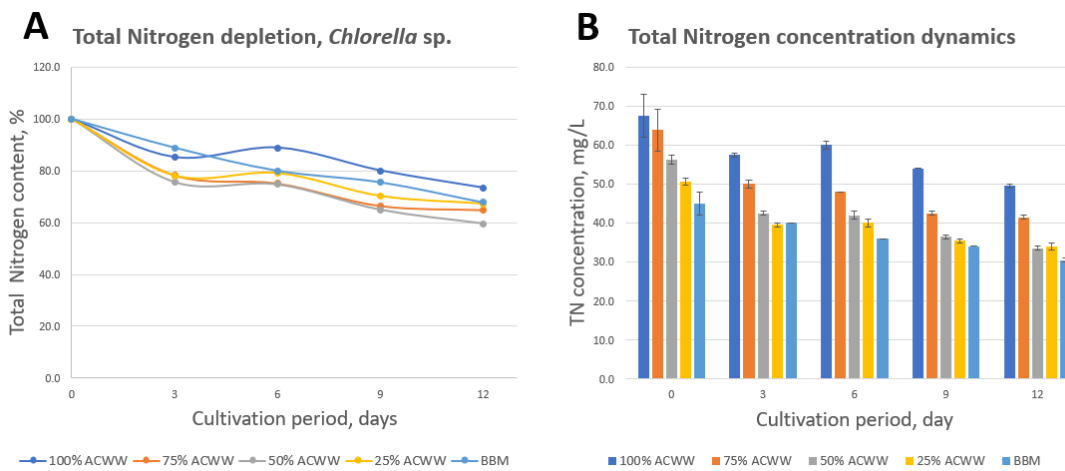 A
Total Nitrogen depletion, Chlorella sp.
Total Nitrogen content, %
120.0
100.0
80.0
60.0
40.0
20.0
0.0
0 3 6 9 12
Cultivation period, days
100% ACWW 75% ACWW 50% ACWW 25% ACWW BBM
B
Total Nitrogen concentration dynamics
TN concentration, mg/L
80.0
70.0
60.0
50.0
40.0
30.0
20.0
10.0
0.0
0 3 6 9 12
Cultivation period, day
100% ACWW 75% ACWW 50% ACWW 25% ACWW BBM